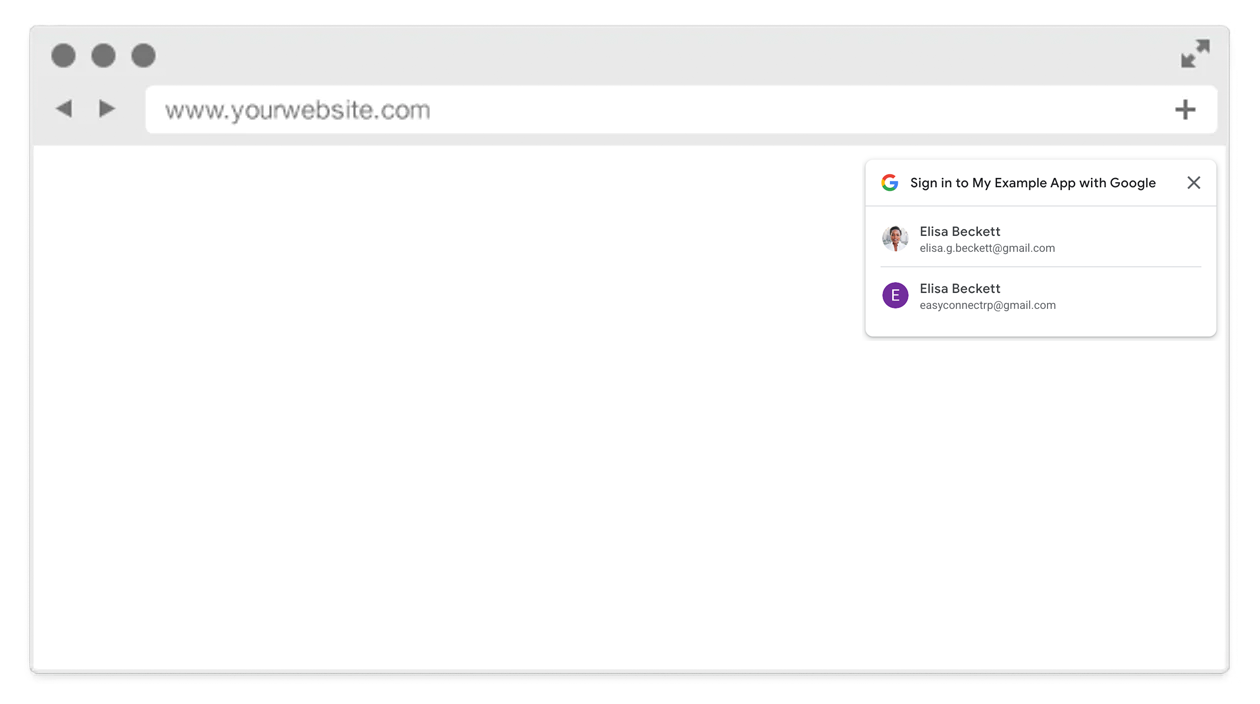 www.yourwebsite.com
Sign in to My Example App with Google
Elisa Beckett
elisa.g.beckett@gmail.com
E
Elisa Beckett
easyconnectrp@gmail.com